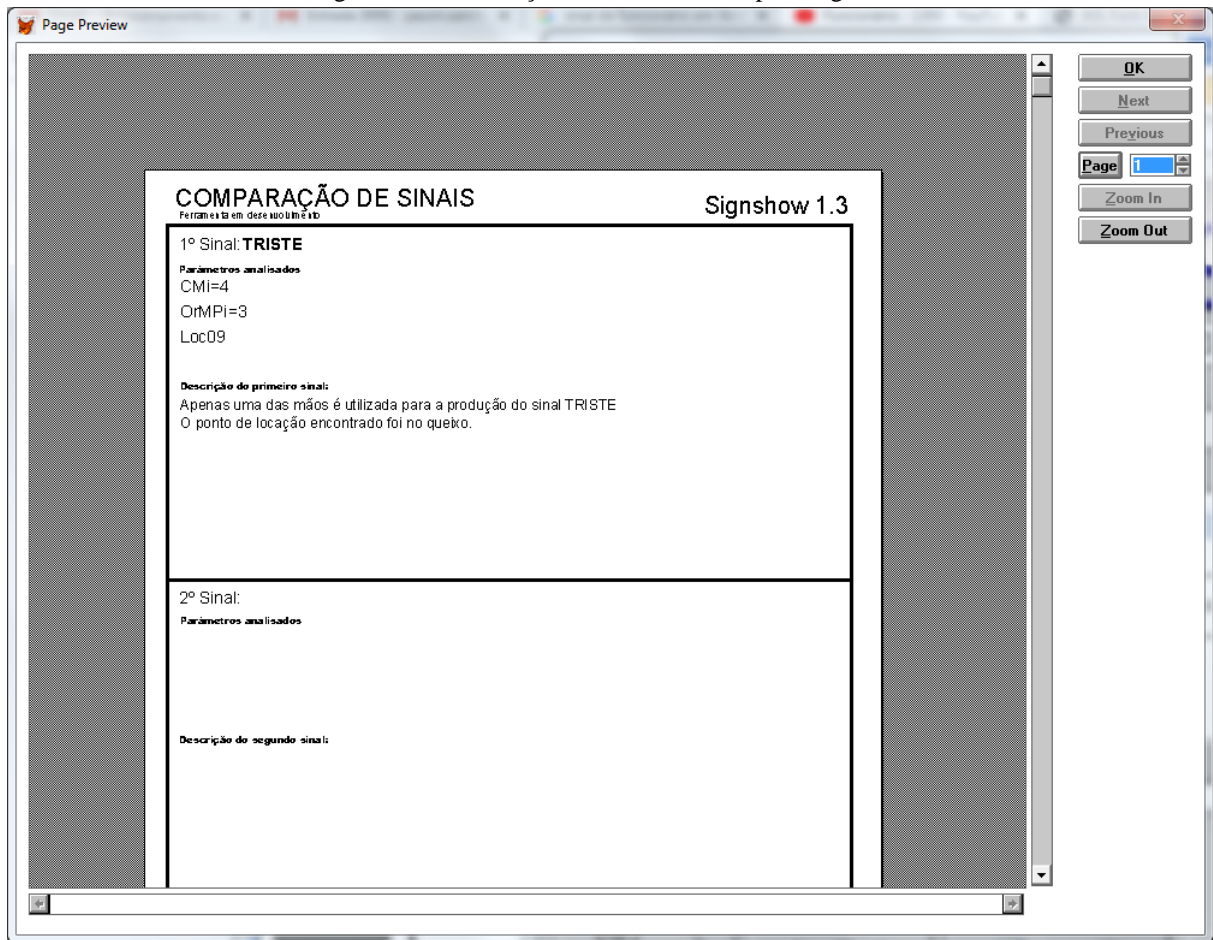 Page Preview
OK
Next
Previous
Page 1
Zoom In
Zoom Out
COMPARAÇÃO DE SINAIS
Ferramenta em desenvolvimento
Signshow 1.3
1º Sinal: TRISTE
Parâmetros analisados
CMi=4
OrMPi=3
Loc09
Descrição do primeiro sinal:
Apenas uma das mãos é utilizada para a produção do sinal TRISTE
O ponto de locação encontrado foi no queixo.
2º Sinal:
Parâmetros analisados
Descrição do segundo sinal: